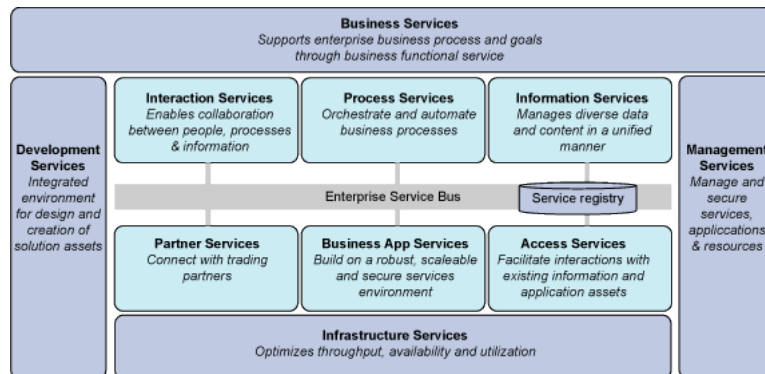 Business Services
Supports enterprise business process and goals
through business functional service
Development
Services
Integrated
environment
for design and
creation of
solution assets
Interaction Services
Enables collaboration
between people, processes
& information
Process Services
Orchestrate and automate
business processes
Information Services
Manages diverse data
and content in a unified
manner
Management
Services
Manage and
secure
services,
appliccations
& resources
Enterprise Service Bus
Service registry
Partner Services
Connect with trading
partners
Business App Services
Build on a robust, scaleable
and secure services
environment
Access Services
Facilitate interactions with
existing information and
application assets
Infrastructure Services
Optimizes throughput, availability and utilization